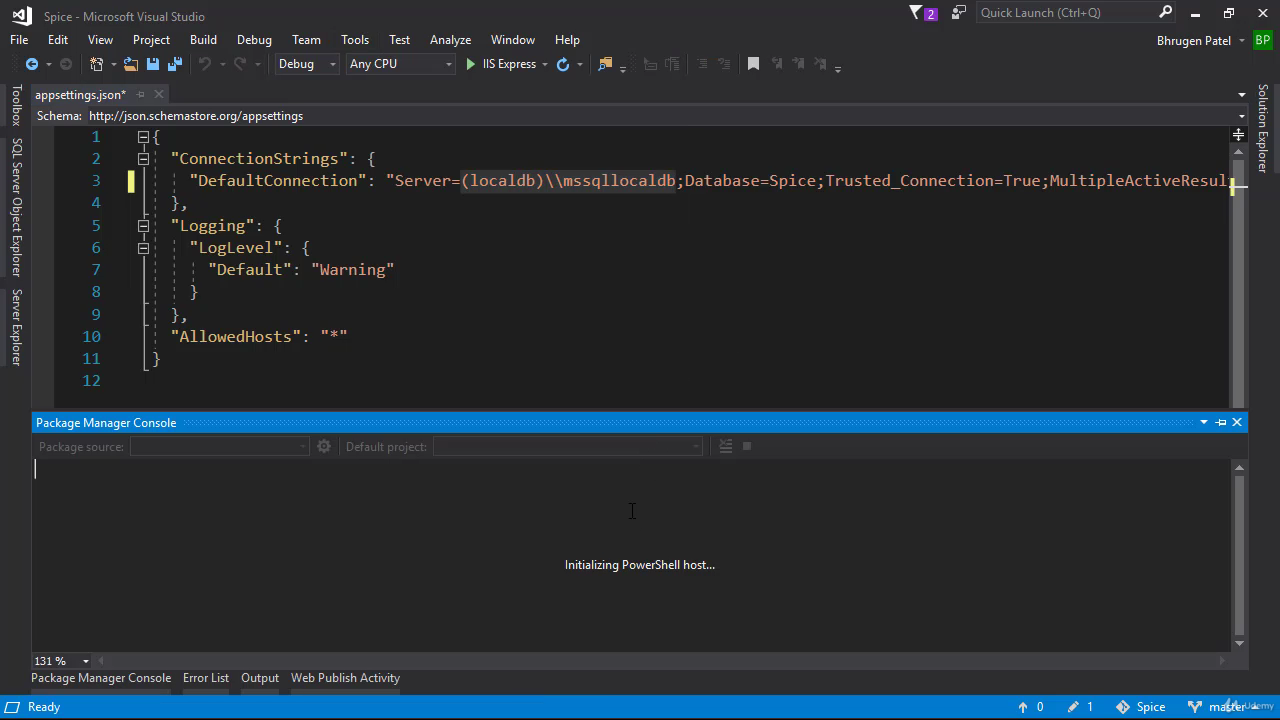 Spice - Microsoft Visual Studio
2
Quick Launch (Ctrl+Q)
File Edit View Project Build Debug Team Tools Test Analyze Window Help
Bhrugen Patel BP
Debug Any CPU IIS Express
appsettings.json*
Schema: http://json.schemastore.org/appsettings
Toolbox
SQL Server Object Explorer
Server Explorer
Solution Explorer
1 {
2 "ConnectionStrings": {
3 "DefaultConnection": "Server=(localdb)\\mssqllocaldb;Database=Spice;Trusted_Connection=True;MultipleActiveResul
4 },
5 "Logging": {
6 "LogLevel": {
7 "Default": "Warning"
8 }
9 },
10 "AllowedHosts": "*"
11 }
12
Package Manager Console
Package source: Default project:
Initializing PowerShell host...
131 %
Package Manager Console Error List Output Web Publish Activity
Ready 0 1 Spice master
Udemy